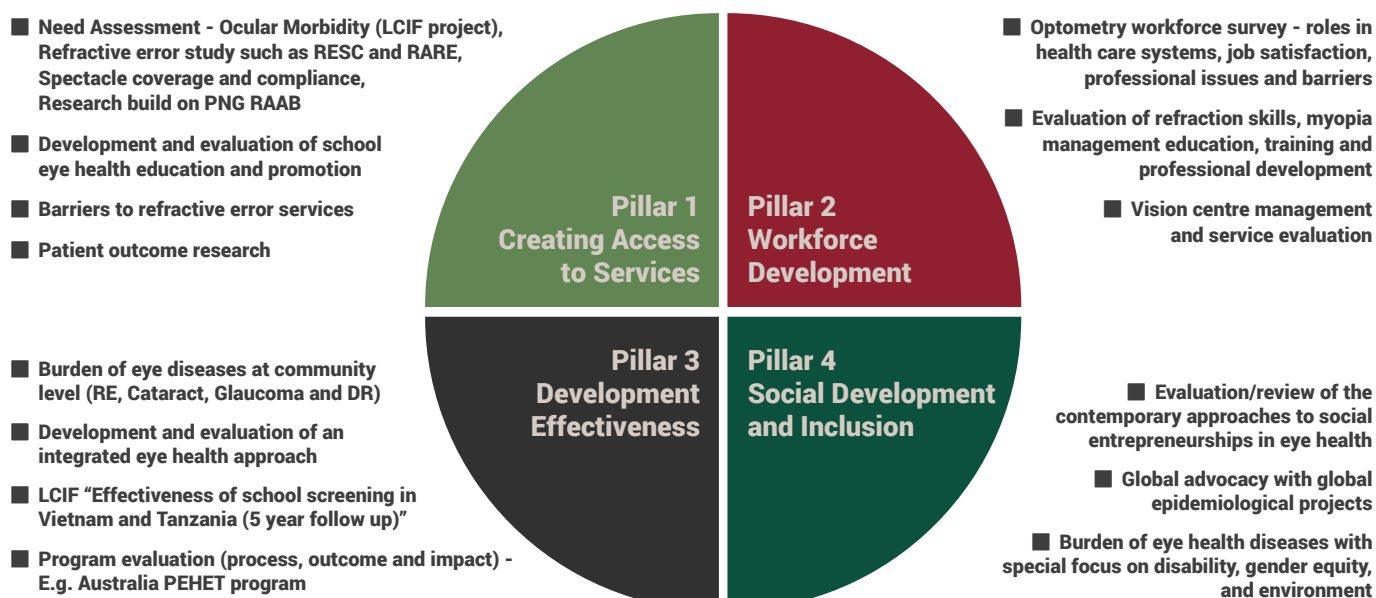 ■ Need Assessment - Ocular Morbidity (LCIF project),
Refractive error study such as RESC and RARE,
Spectacle coverage and compliance,
Research build on PNG RAAB
■ Development and evaluation of school
eye health education and promotion
■ Barriers to refractive error services
■ Patient outcome research
Pillar 1
Creating Access
to Services
Pillar 2
Workforce
Development
■ Optometry workforce survey - roles in
health care systems, job satisfaction,
professional issues and barriers
■ Evaluation of refraction skills, myopia
management education, training and
professional development
■ Vision centre management
and service evaluation
■ Burden of eye diseases at community
level (RE, Cataract, Glaucoma and DR)
■ Development and evaluation of an
integrated eye health approach
■ LCIF “Effectiveness of school screening in
Vietnam and Tanzania (5 year follow up)”
■ Program evaluation (process, outcome and impact) -
E.g. Australia PEHET program
Pillar 3
Development
Effectiveness
Pillar 4
Social Development
and Inclusion
■ Evaluation/review of the
contemporary approaches to social
entrepreneurships in eye health
■ Global advocacy with global
epidemiological projects
■ Burden of eye health diseases with
special focus on disability, gender equity,
and environment